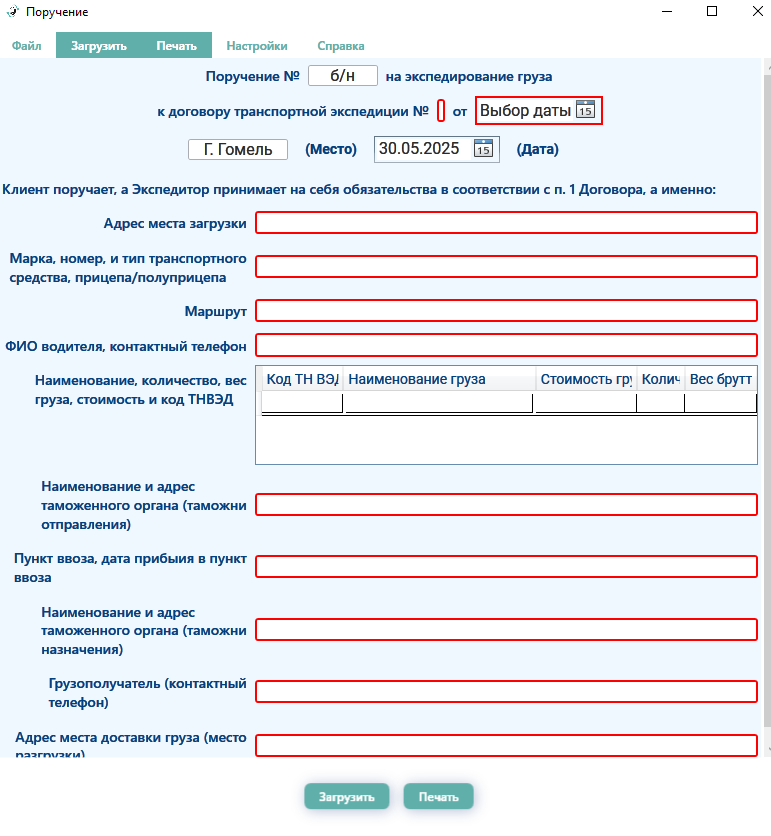 Поручение
Файл Загрузить Печать Настройки Справка
Поручение № б/н на экспедирование груза
к договору транспортной экспедиции № от Выбор даты 15
Г. Гомель (Место) 30.05.2025 15 (Дата)
Клиент поручает, а Экспедитор принимает на себя обязательства в соответствии с п. 1 Договора, а именно:
Адрес места загрузки
Марка, номер, и тип транспортного
средства, прицепа/полуприцепа
Маршрут
ФИО водителя, контактный телефон
Наименование, количество, вес
груза, стоимость и код ТНВЭД
Код ТН ВЭД Наименование груза Стоимость гру Колич Вес брутт
Наименование и адрес
таможенного органа (таможни
отправления)
Пункт ввоза, дата прибыия в пункт
ввоза
Наименование и адрес
таможенного органа (таможни
назначения)
Грузополучатель (контактный
телефон)
Адрес места доставки груза (место
разгрузки)
Загрузить Печать